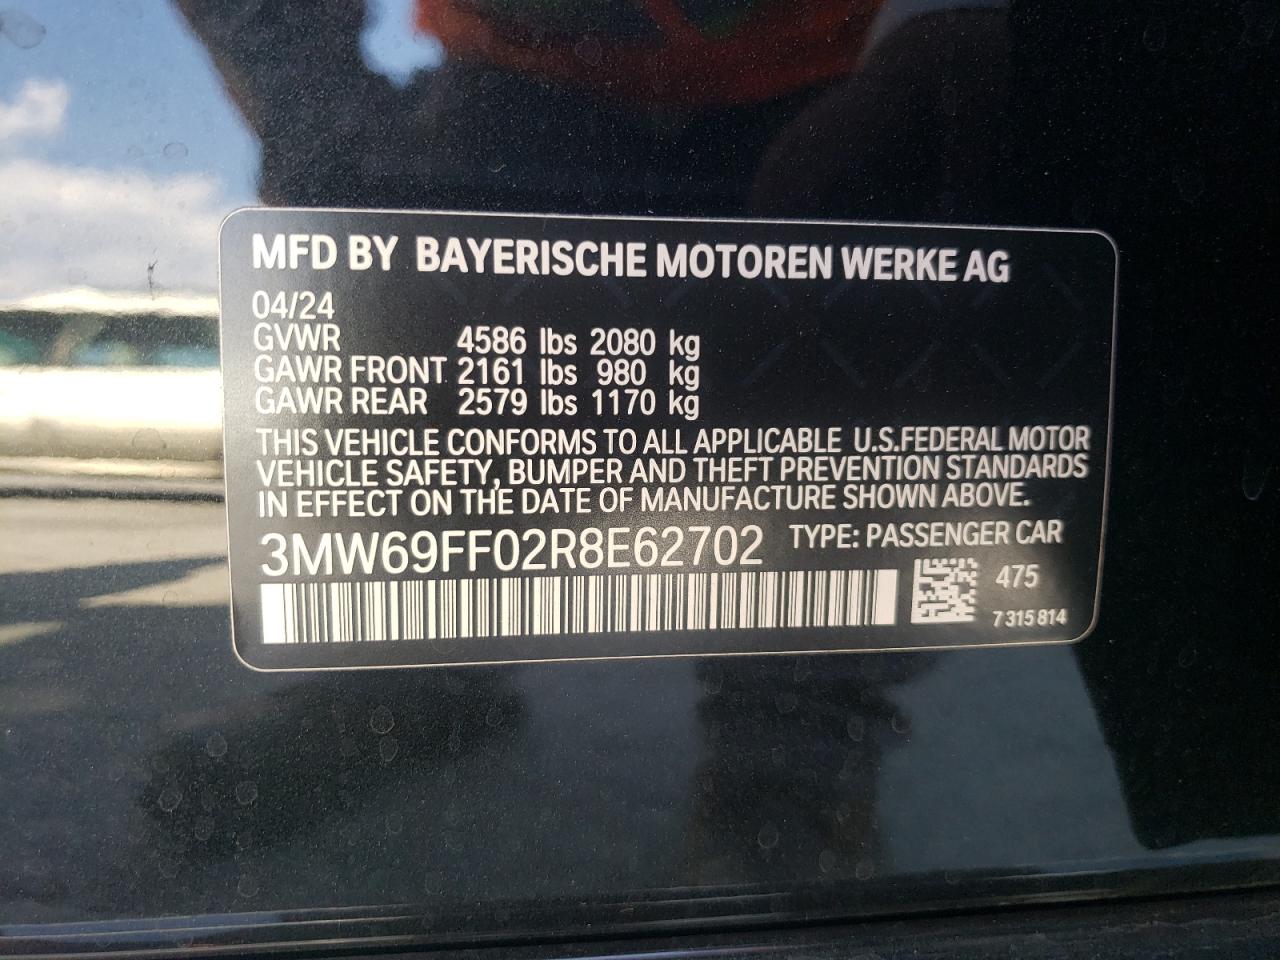 MFD BY BAYERISCHE MOTOREN WERKE AG
04/24
GVWR 4586 lbs 2080 kg
GAWR FRONT 2161 lbs 980 kg
GAWR REAR 2579 lbs 1170 kg
THIS VEHICLE CONFORMS TO ALL APPLICABLE U.S.FEDERAL MOTOR
VEHICLE SAFETY, BUMPER AND THEFT PREVENTION STANDARDS
IN EFFECT ON THE DATE OF MANUFACTURE SHOWN ABOVE.
3MW69FF02R8E62702 TYPE: PASSENGER CAR
475
7 315 814